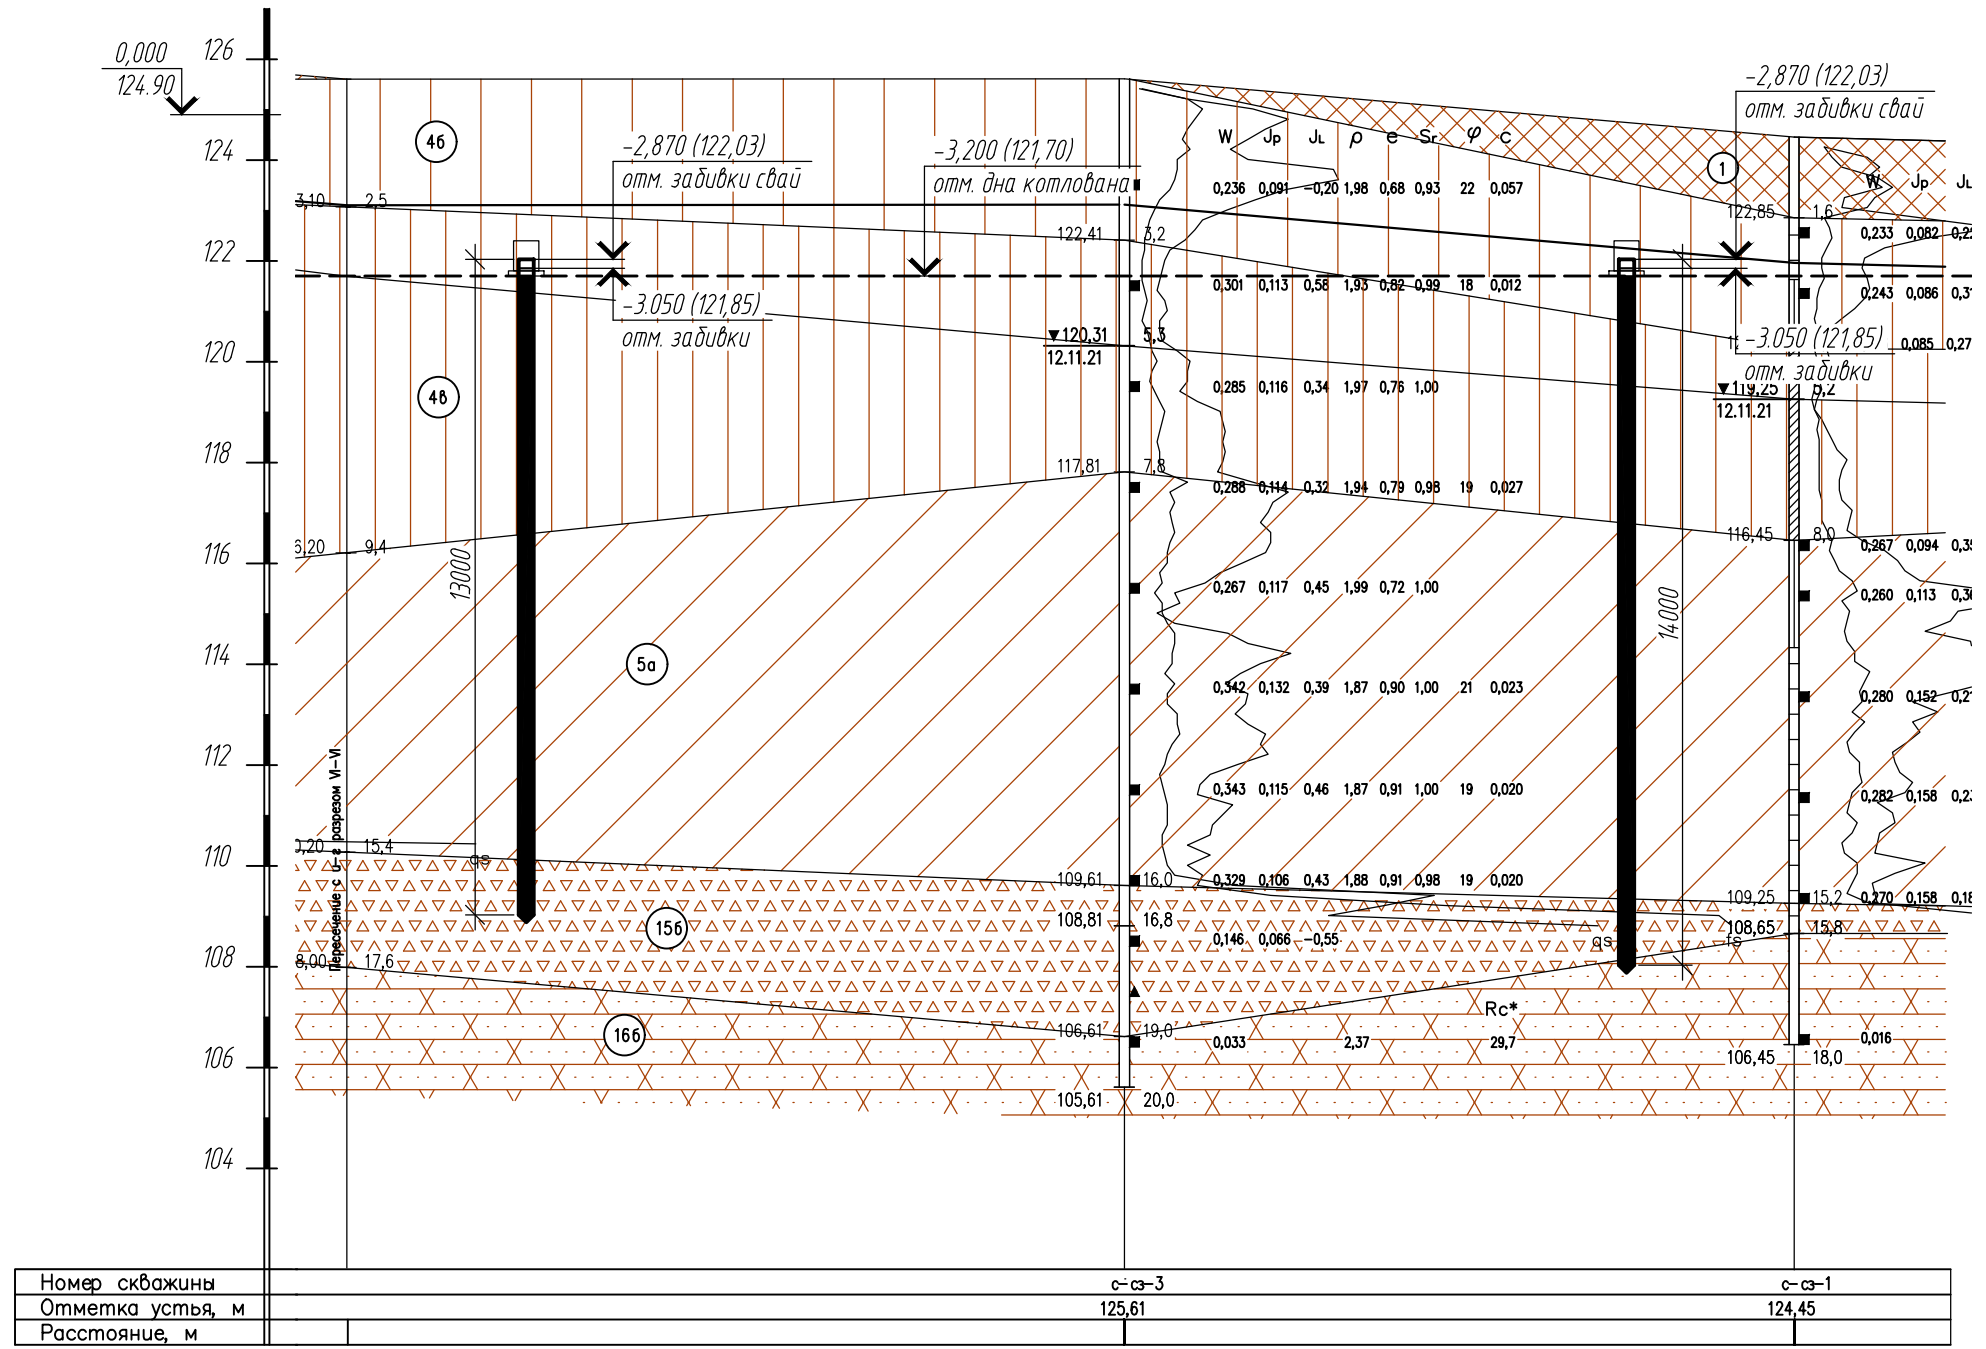 0,000
124.90
126
124
122
120
118
116
114
112
110
108
106
104
4б
4в
5а
15б
16б
1
-2,870 (122,03)
отм. забивки свай
-3.050 (121,85)
отм. забивки
-3,200 (121,70)
отм. дна котлована
-2,870 (122,03)
отм. забивки свай
-3.050 (121,85)
отм. забивки
3,10 2,5
6,20 9,4
0,20 15,4
8,00 17,6
Пересечение с и-г разрезом VI-VI
13000
14000
qs
qs
fs
122,41 3,2
120,31 5,3
12.11.21
117,81 7,8
109,61 16,0
108,81 16,8
106,61 19,0
105,61 20,0
W Jp JL ρ e Sr φ c
0,236 0,091 -0,20 1,98 0,68 0,93 22 0,057
0,301 0,113 0,58 1,93 0,82 0,99 18 0,012
0,285 0,116 0,34 1,97 0,76 1,00
0,288 0,114 0,32 1,94 0,79 0,98 19 0,027
0,267 0,117 0,45 1,99 0,72 1,00
0,342 0,132 0,39 1,87 0,90 1,00 21 0,023
0,343 0,115 0,46 1,87 0,91 1,00 19 0,020
0,329 0,106 0,43 1,88 0,91 0,98 19 0,020
0,146 0,066 -0,55
Rc*
0,033 2,37 29,7
122,85 1,6
119,25 5,2
12.11.21
116,45 8,0
109,25 15,2
108,65 15,8
106,45 18,0
W Jp JL
0,233 0,082
0,243 0,086
0,085
0,267 0,094
0,260 0,113
0,280 0,152
0,282 0,158
0,270 0,158
0,016
Номер скважины с-сз-3 с-сз-1
Отметка устья, м 125,61 124,45
Расстояние, м